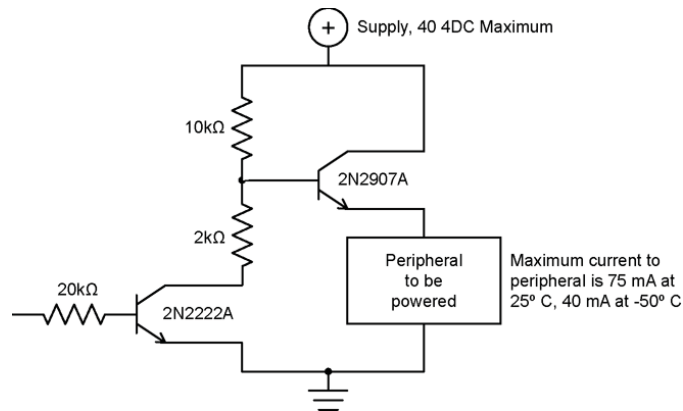 +
Supply, 40 4DC Maximum
10kΩ
2N2907A
2kΩ
Peripheral
to be
powered
Maximum current to
peripheral is 75 mA at
25º C, 40 mA at -50º C
20kΩ
2N2222A